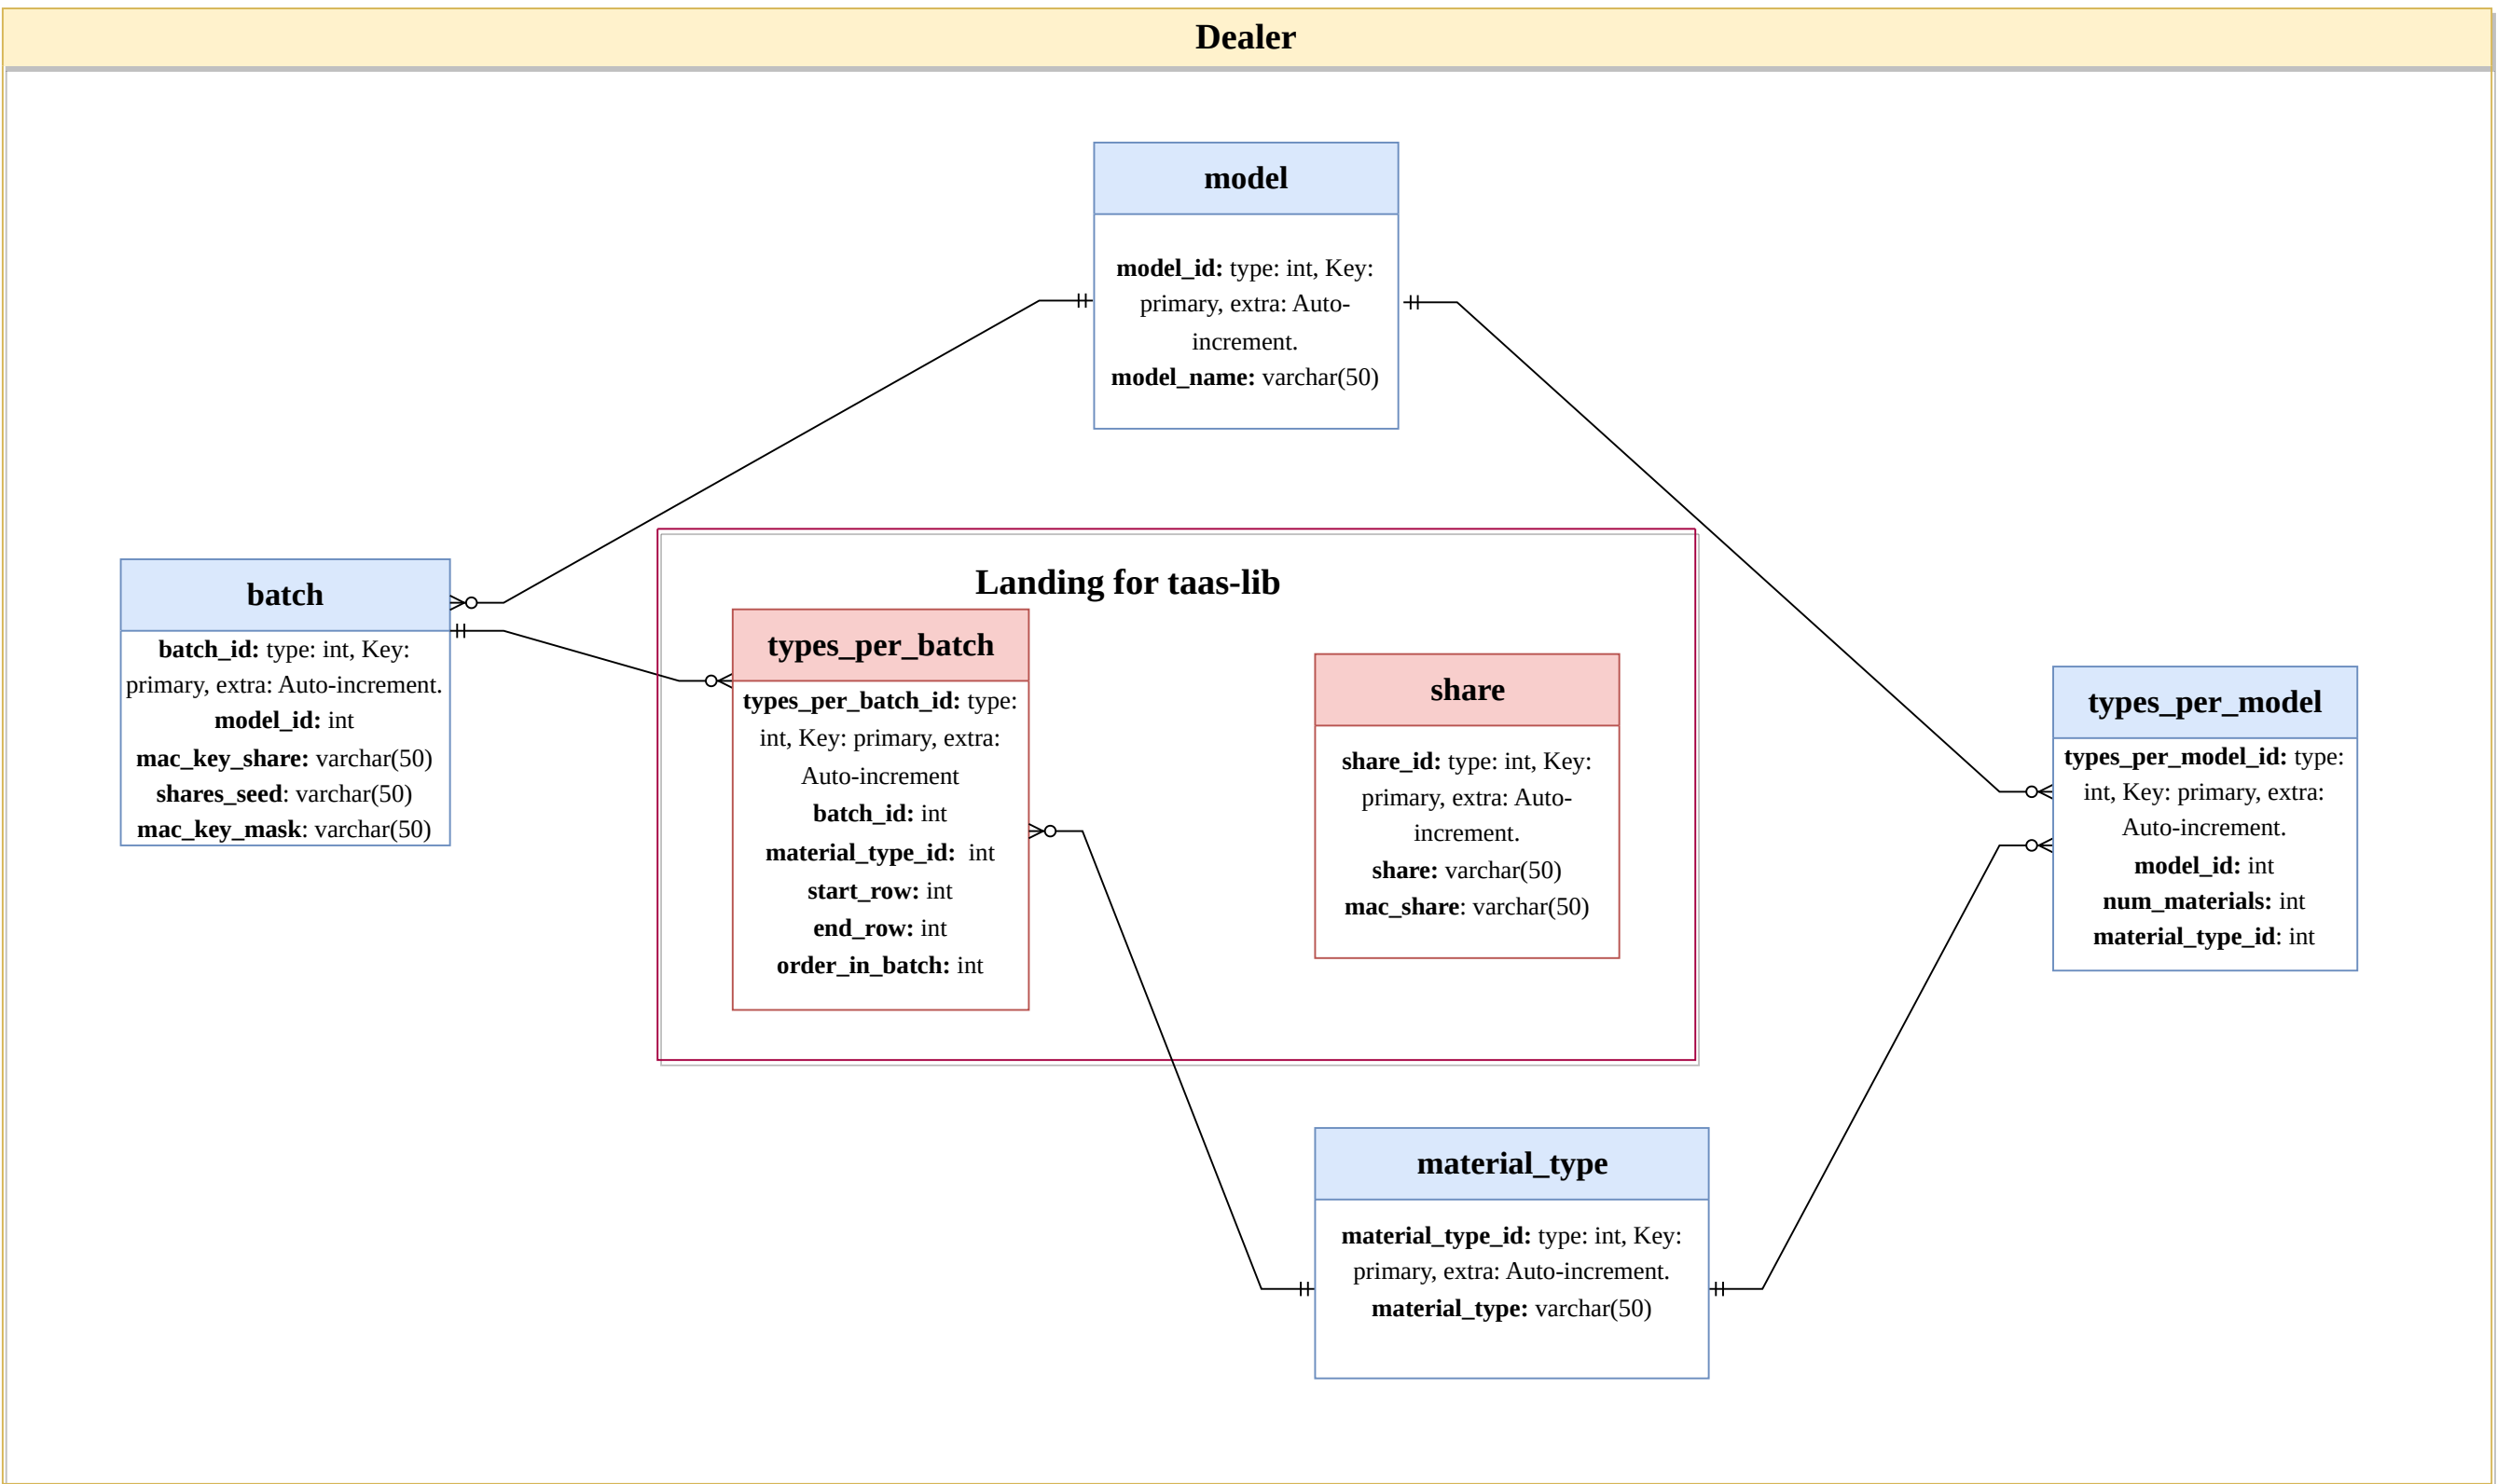 Dealer
model
model_id: type: int, Key:
primary, extra: Auto-
increment.
model_name: varchar(50)
batch
batch_id: type: int, Key:
primary, extra: Auto-increment.
model_id: int
mac_key_share: varchar(50)
shares_seed: varchar(50)
mac_key_mask: varchar(50)
Landing for taas-lib
types_per_batch
types_per_batch_id: type:
int, Key: primary, extra:
Auto-increment
batch_id: int
material_type_id:  int
start_row: int
end_row: int
order_in_batch: int
share
share_id: type: int, Key:
primary, extra: Auto-
increment.
share: varchar(50)
mac_share: varchar(50)
types_per_model
types_per_model_id: type:
int, Key: primary, extra:
Auto-increment.
model_id: int
num_materials: int
material_type_id: int
material_type
material_type_id: type: int, Key:
primary, extra: Auto-increment.
material_type: varchar(50)